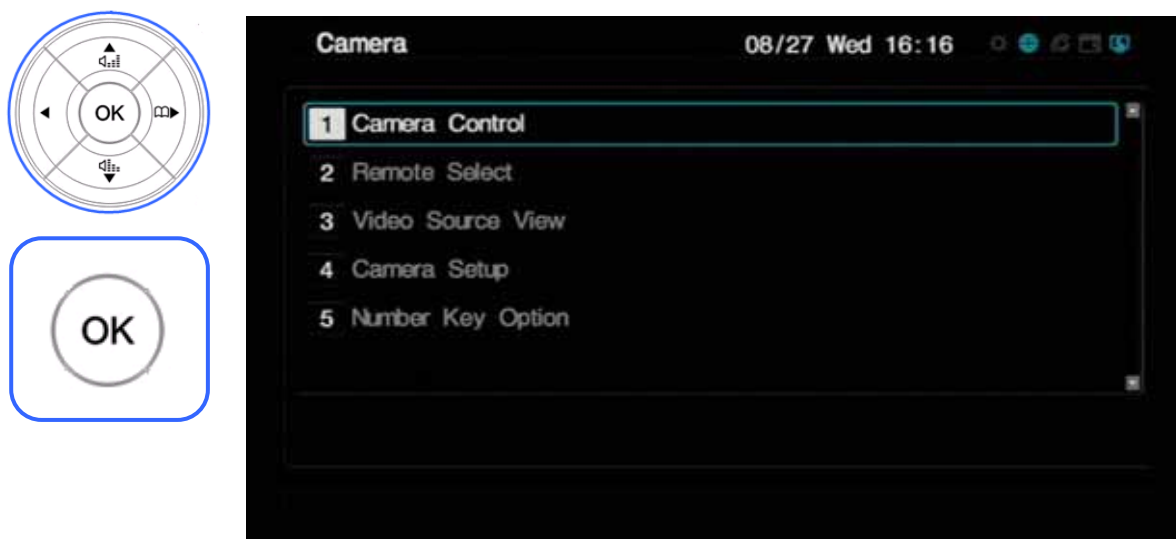 OK
OK
Camera 08/27 Wed 16:16
1 Camera Control
2 Remote Select
3 Video Source View
4 Camera Setup
5 Number Key Option